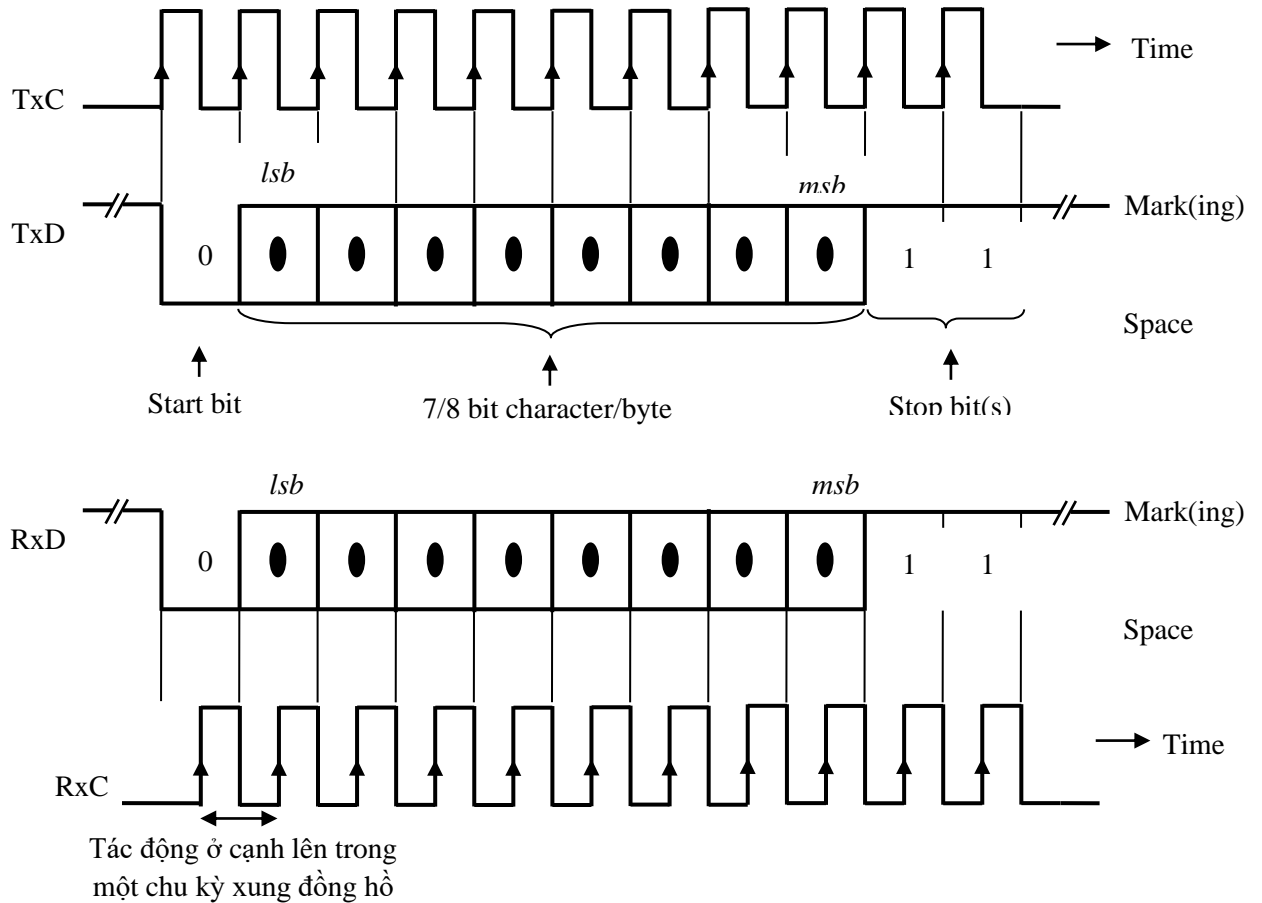 Time
TxC
lsb
msb
Mark(ing)
TxD
0 1 1
Space
Start bit
7/8 bit character/byte
Stop bit(s)
lsb
msb
Mark(ing)
RxD
0 1 1
Space
Time
RxC
Tác động ở cạnh lên trong
một chu kỳ xung đồng hồ